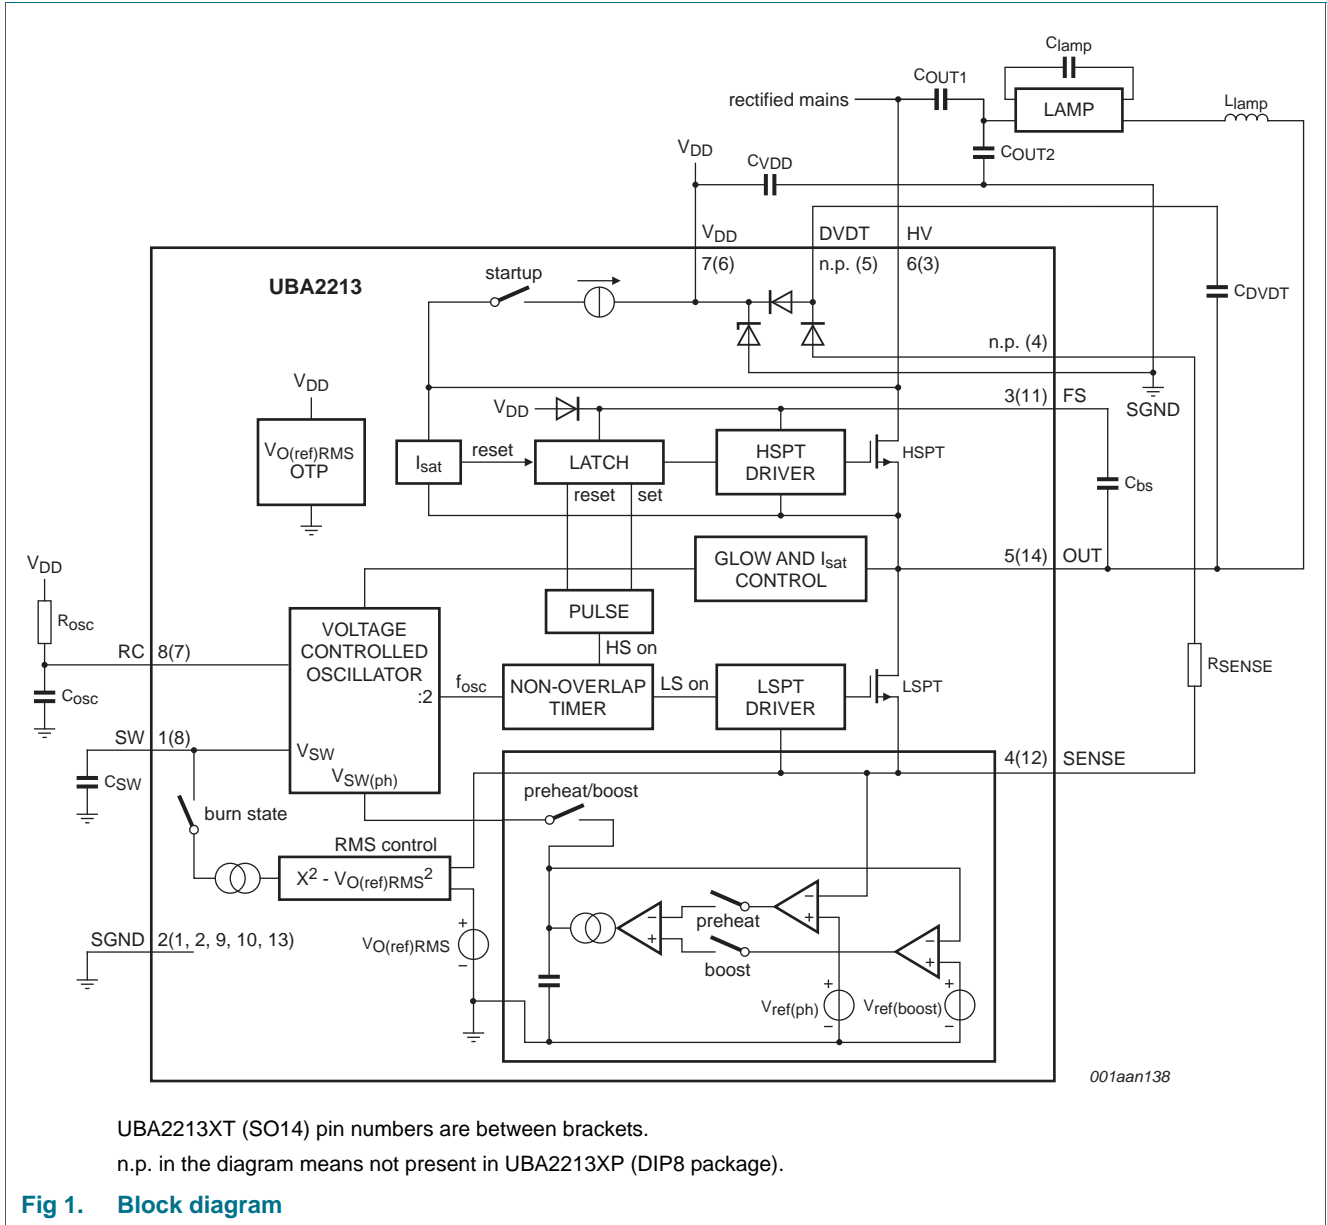 Clamp
COUT1
rectified mains
LAMP
Llamp
COUT2
VDD
CVDD
VDD
DVDT
HV
7(6)
n.p. (5)
6(3)
UBA2213
startup
CDVDT
n.p. (4)
VDD
VDD
3(11)
FS
SGND
VO(ref)RMS
OTP
Isat
reset
LATCH
HSPT
DRIVER
HSPT
reset
set
Cbs
VDD
GLOW AND Isat
CONTROL
5(14)
OUT
Rosc
PULSE
VOLTAGE
CONTROLLED
OSCILLATOR
:2
RC
8(7)
HS on
RSENSE
fosc
NON-OVERLAP
TIMER
LS on
LSPT
DRIVER
LSPT
Cosc
SW
1(8)
VSW
4(12)
SENSE
CSW
VSW(ph)
preheat/boost
burn state
RMS control
X2 - VO(ref)RMS2
−
+
preheat
−
+
−
+
boost
SGND
2(1, 2, 9, 10, 13)
+
VO(ref)RMS
−
+
Vref(ph)
−
+
Vref(boost)
−
001aan138
UBA2213XT (SO14) pin numbers are between brackets.
n.p. in the diagram means not present in UBA2213XP (DIP8 package).
Fig 1. Block diagram